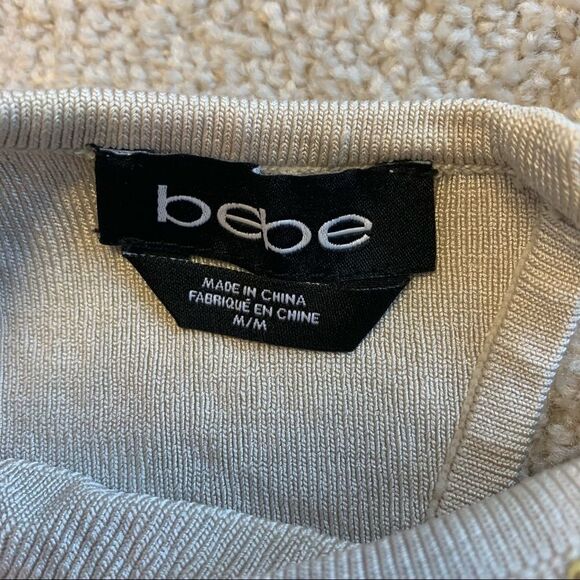 bebe
MADE IN CHINA
FABRIQUÉ EN CHINE
M/M